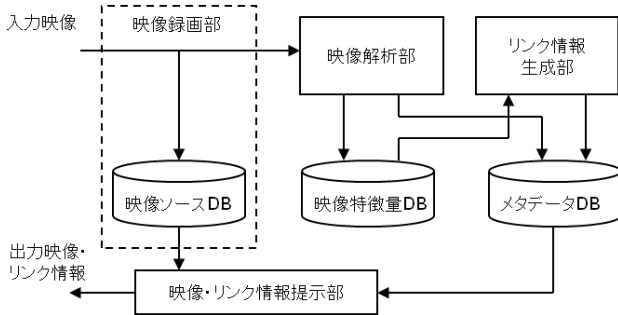 入力映像
映像録画部
映像解析部
リンク情報
生成部
映像ソースDB
映像特徴量DB
メタデータDB
出力映像・
リンク情報
映像・リンク情報提示部